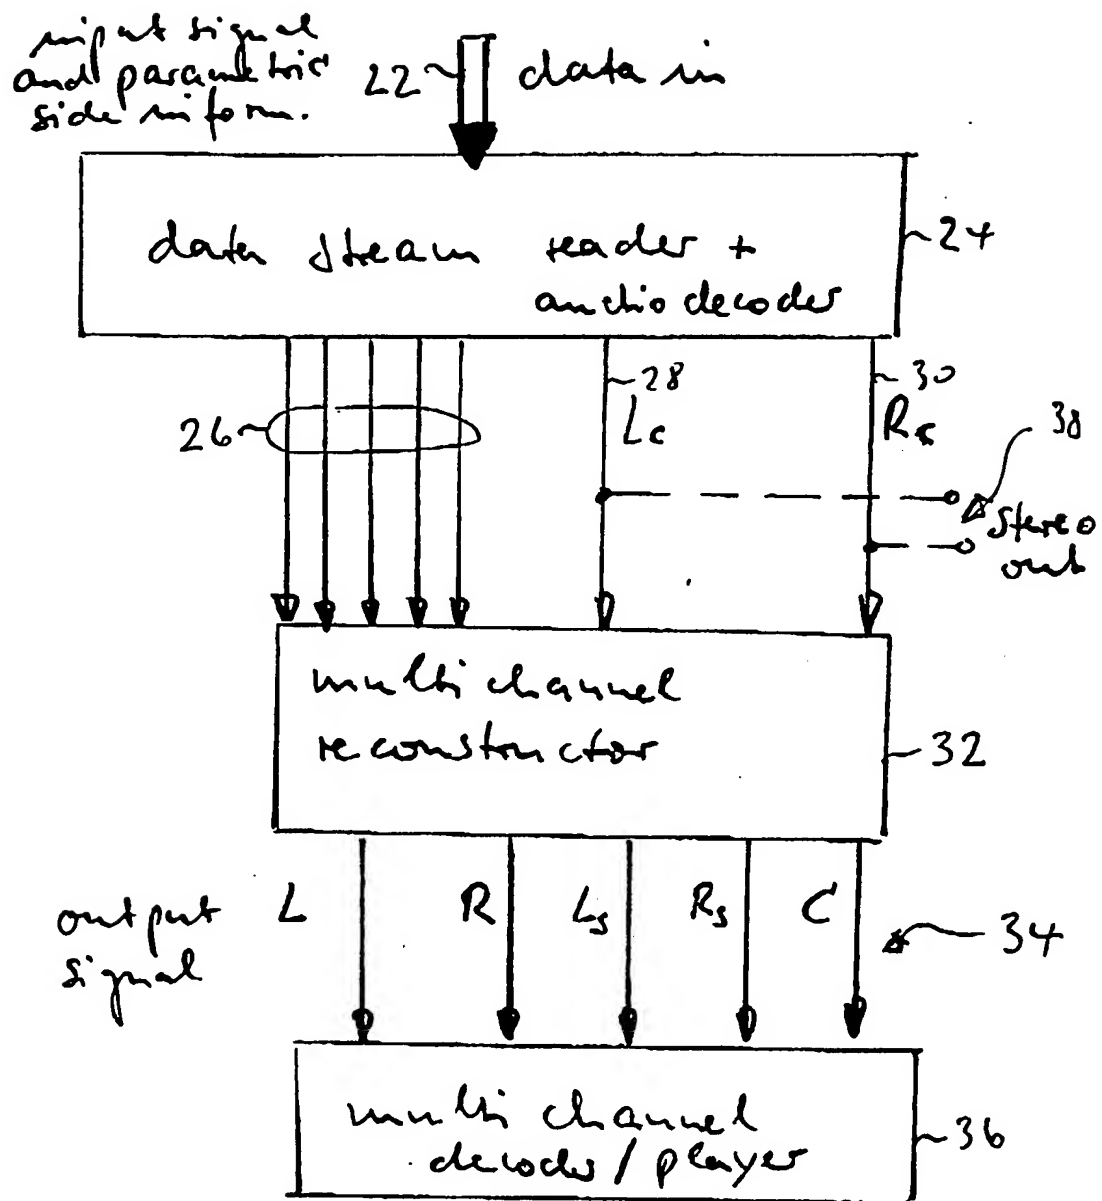 input signal
and parametric
side inform.
22
data in
data stream reader +
audio decoder
24
26
28
Lc
30
Rc
38
stereo
out
multi channel
reconstructor
32
output
signal
L
R
Ls
Rs
C
34
multi channel
decoder / player
36